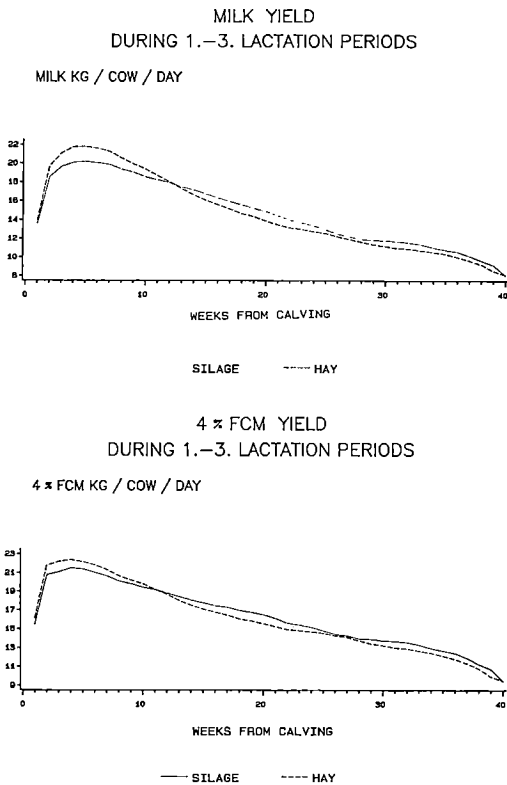 MILK YIELD
DURING 1.–3. LACTATION PERIODS
MILK KG / COW / DAY
22
20
18
16
14
12
10
8
0 10 20 30 40
WEEKS FROM CALVING
SILAGE HAY
4 % FCM YIELD
DURING 1.–3. LACTATION PERIODS
4 % FCM KG / COW / DAY
23
21
19
17
15
13
11
9
0 10 20 30 40
WEEKS FROM CALVING
SILAGE HAY